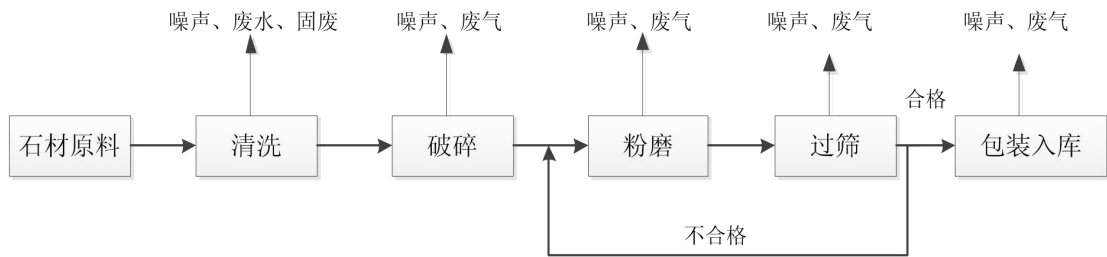 噪声、废水、固废
噪声、废气
噪声、废气
噪声、废气
噪声、废气
合格
石材原料
清洗
破碎
粉磨
过筛
包装入库
不合格